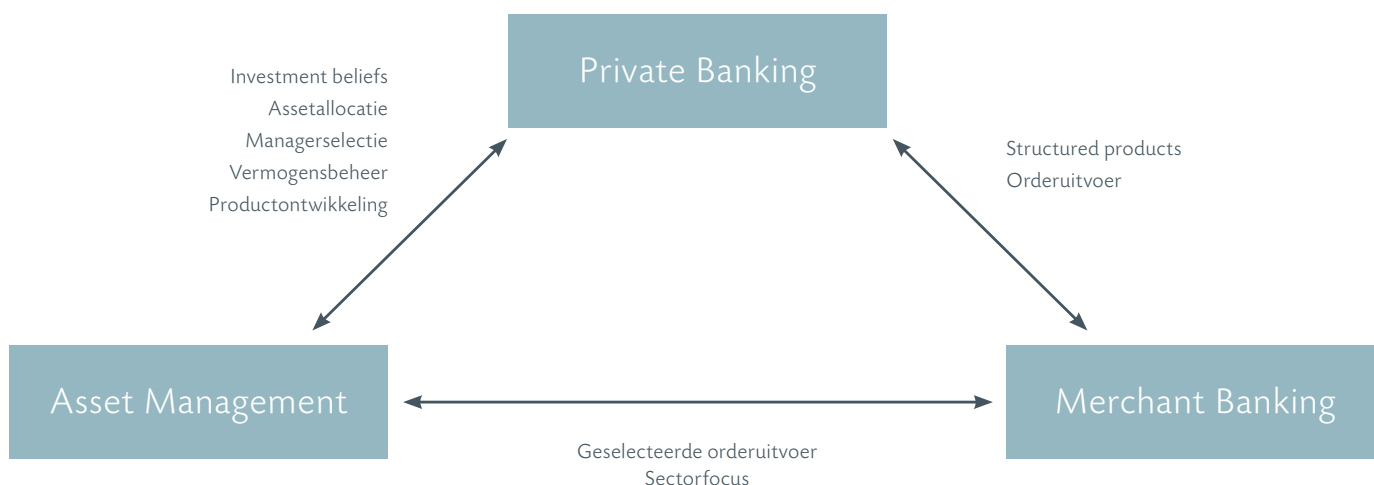 Private Banking
Investment beliefs
Assetallocatie
Managerselectie
Vermogensbeheer
Productontwikkeling
Structured products
Orderuitvoer
Asset Management
Merchant Banking
Geselecteerde orderuitvoer
Sectorfocus